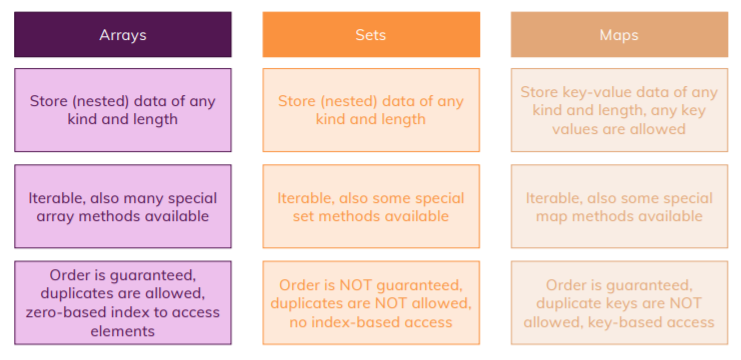 Arrays
Sets
Maps
Store (nested) data of any
kind and length
Store (nested) data of any
kind and length
Store key-value data of any
kind and length, any key
values are allowed
Iterable, also many special
array methods available
Iterable, also some special
set methods available
Iterable, also some special
map methods available
Order is guaranteed,
duplicates are allowed,
zero-based index to access
elements
Order is NOT guaranteed,
duplicates are NOT allowed,
no index-based access
Order is guaranteed,
duplicate keys are NOT
allowed, key-based access